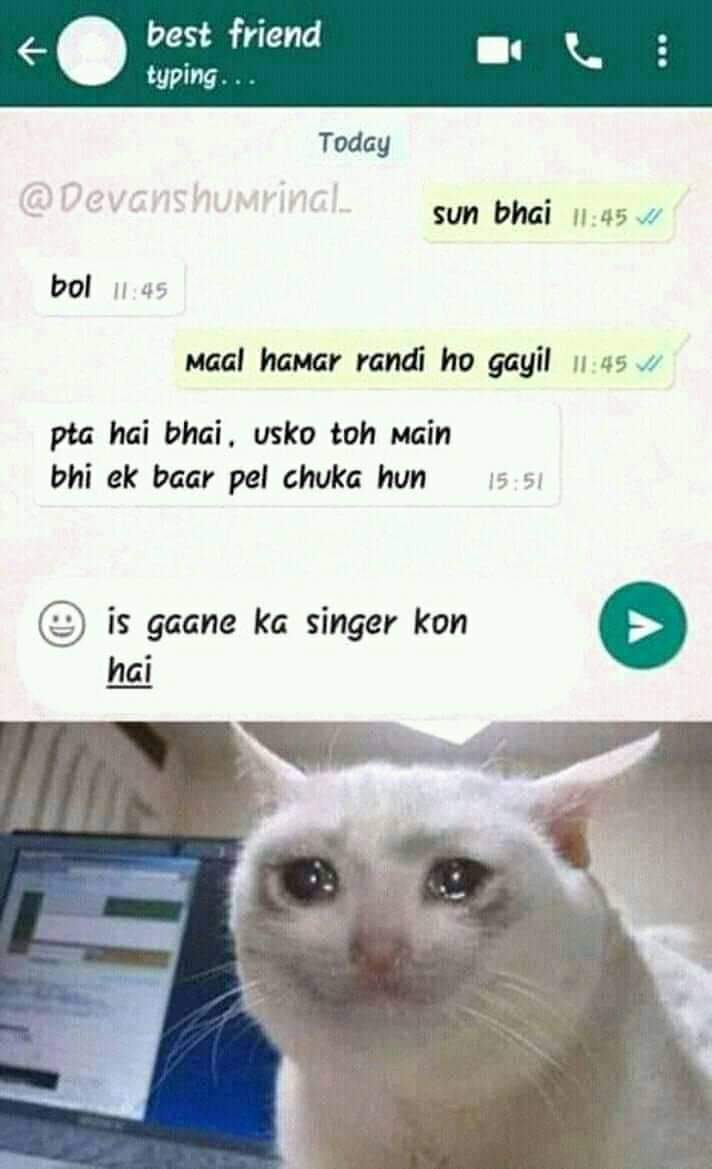 best friend
typing...
Today
@Devanshumrinal_
sun bhai 11:45
bol 11:45
maal hamar randi ho gayil 11:45
pta hai bhai, usko toh main
bhi ek baar pel chuka hun 15:51
is gaane ka singer kon
hai